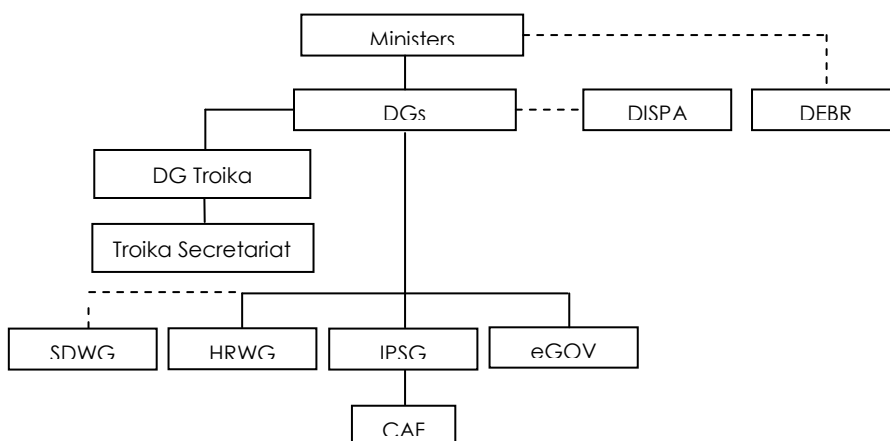 Ministers
DGs
DISPA
DEBR
DG Troika
Troika Secretariat
SDWG
HRWG
IPSG
eGOV
CAF